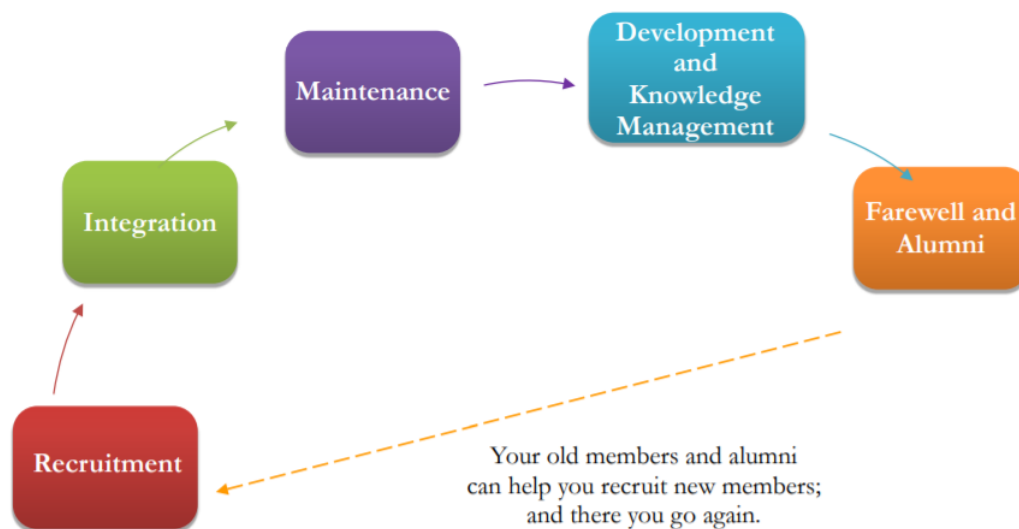 Recruitment
Integration
Maintenance
Development
and
Knowledge
Management
Farewell and
Alumni
Your old members and alumni
can help you recruit new members;
and there you go again.